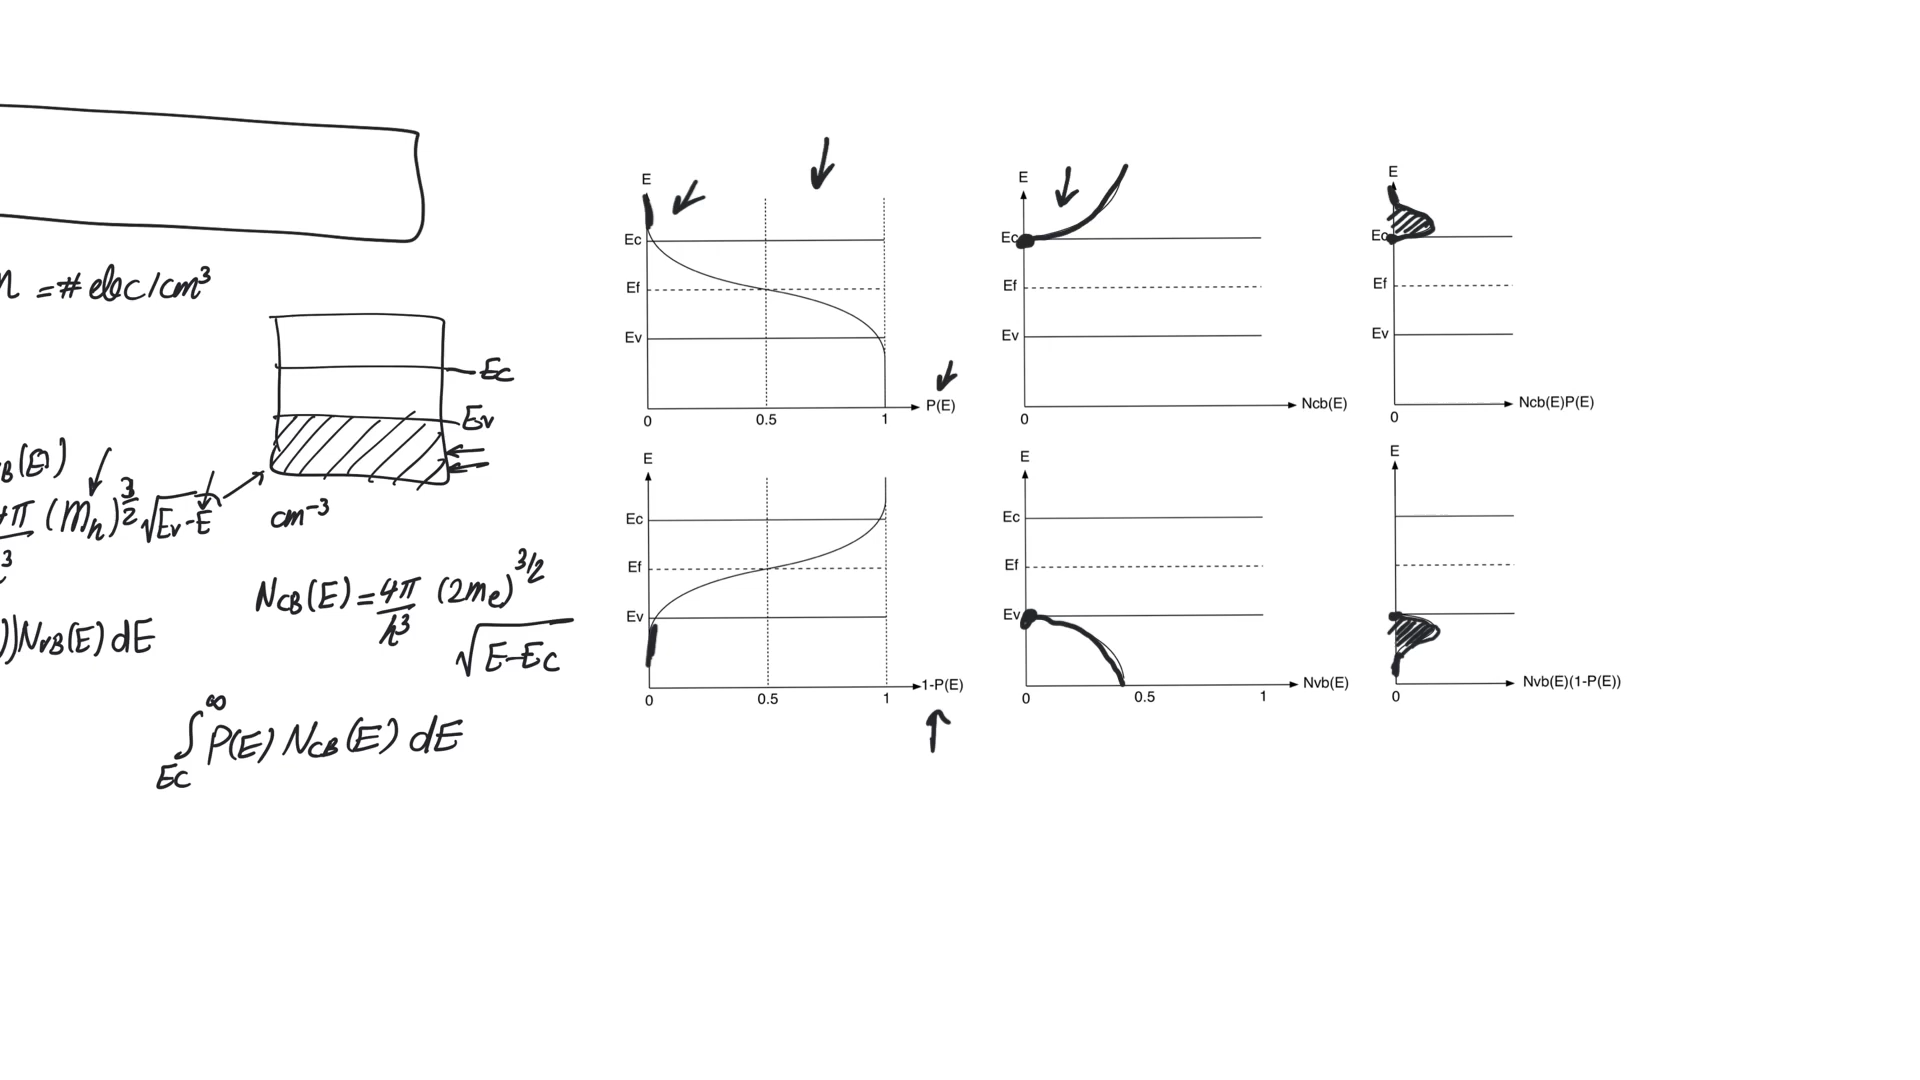 n = # elec/cm³
Ec
Ev
B(E)
4π (mh)^3/2 √Ev-E
3
cm⁻³
NCB(E) = 4π/h³ (2me)^3/2
√E-Ec
))NVB(E) dE
∞
∫ P(E) NCB(E) dE
Ec
E
Ec
Ef
Ev
0 0.5 1 P(E)
E
Ec
Ef
Ev
0 Ncb(E)
E
Ec
Ef
Ev
0 Ncb(E)P(E)
E
Ec
Ef
Ev
0 0.5 1 1-P(E)
E
Ec
Ef
Ev
0 0.5 1 Nvb(E)
E
0 Nvb(E)(1-P(E))